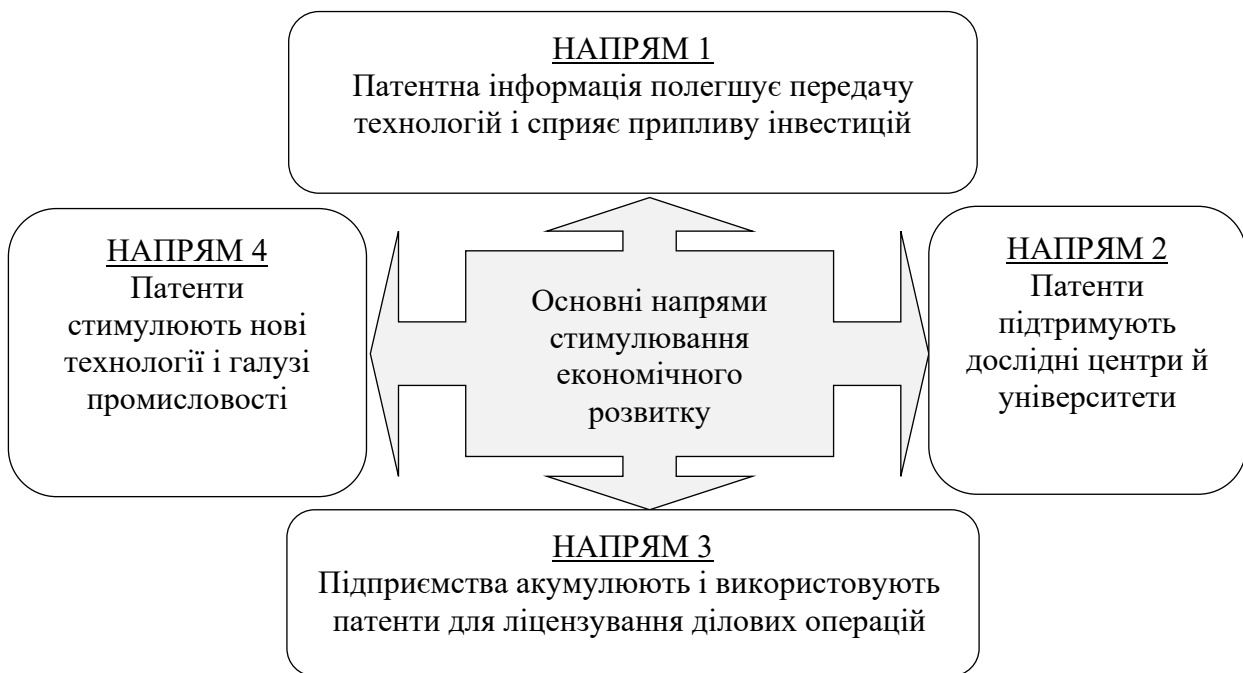 НАПРЯМ 1
Патентна інформація полегшує передачу
технологій і сприяє припливу інвестицій
НАПРЯМ 4
Патенти
стимулюють нові
технології і галузі
промисловості
Основні напрями
стимулювання
економічного
розвитку
НАПРЯМ 2
Патенти
підтримують
дослідні центри й
університети
НАПРЯМ 3
Підприємства акумулюють і використовують
патенти для ліцензування ділових операцій